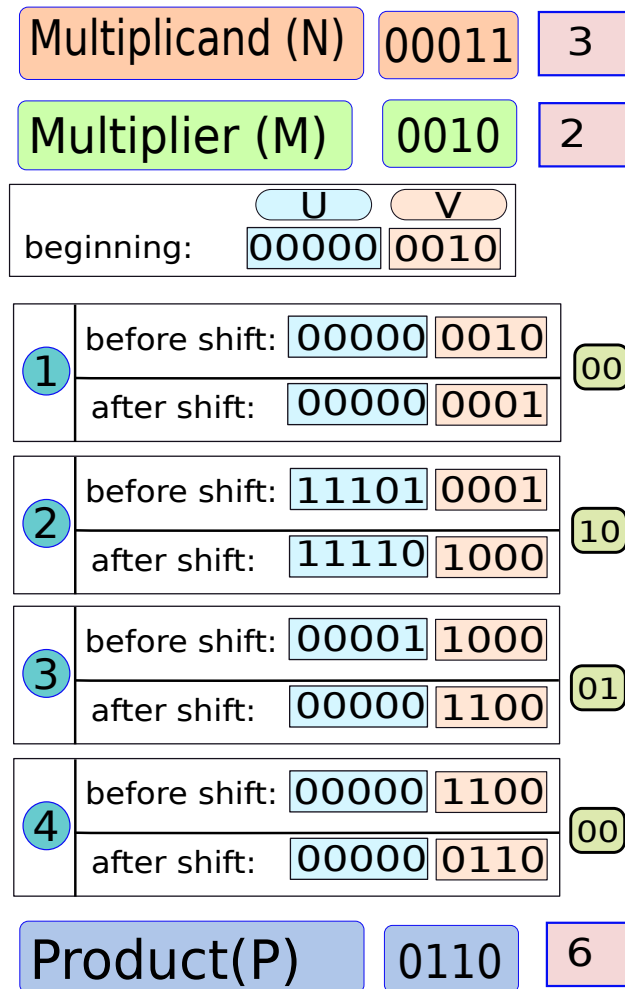 Multiplicand (N) 00011 3
Multiplier (M) 0010 2
U V
beginning: 00000 0010
1 before shift: 00000 0010 00
after shift: 00000 0001
2 before shift: 11101 0001 10
after shift: 11110 1000
3 before shift: 00001 1000 01
after shift: 00000 1100
4 before shift: 00000 1100 00
after shift: 00000 0110
Product(P) 0110 6